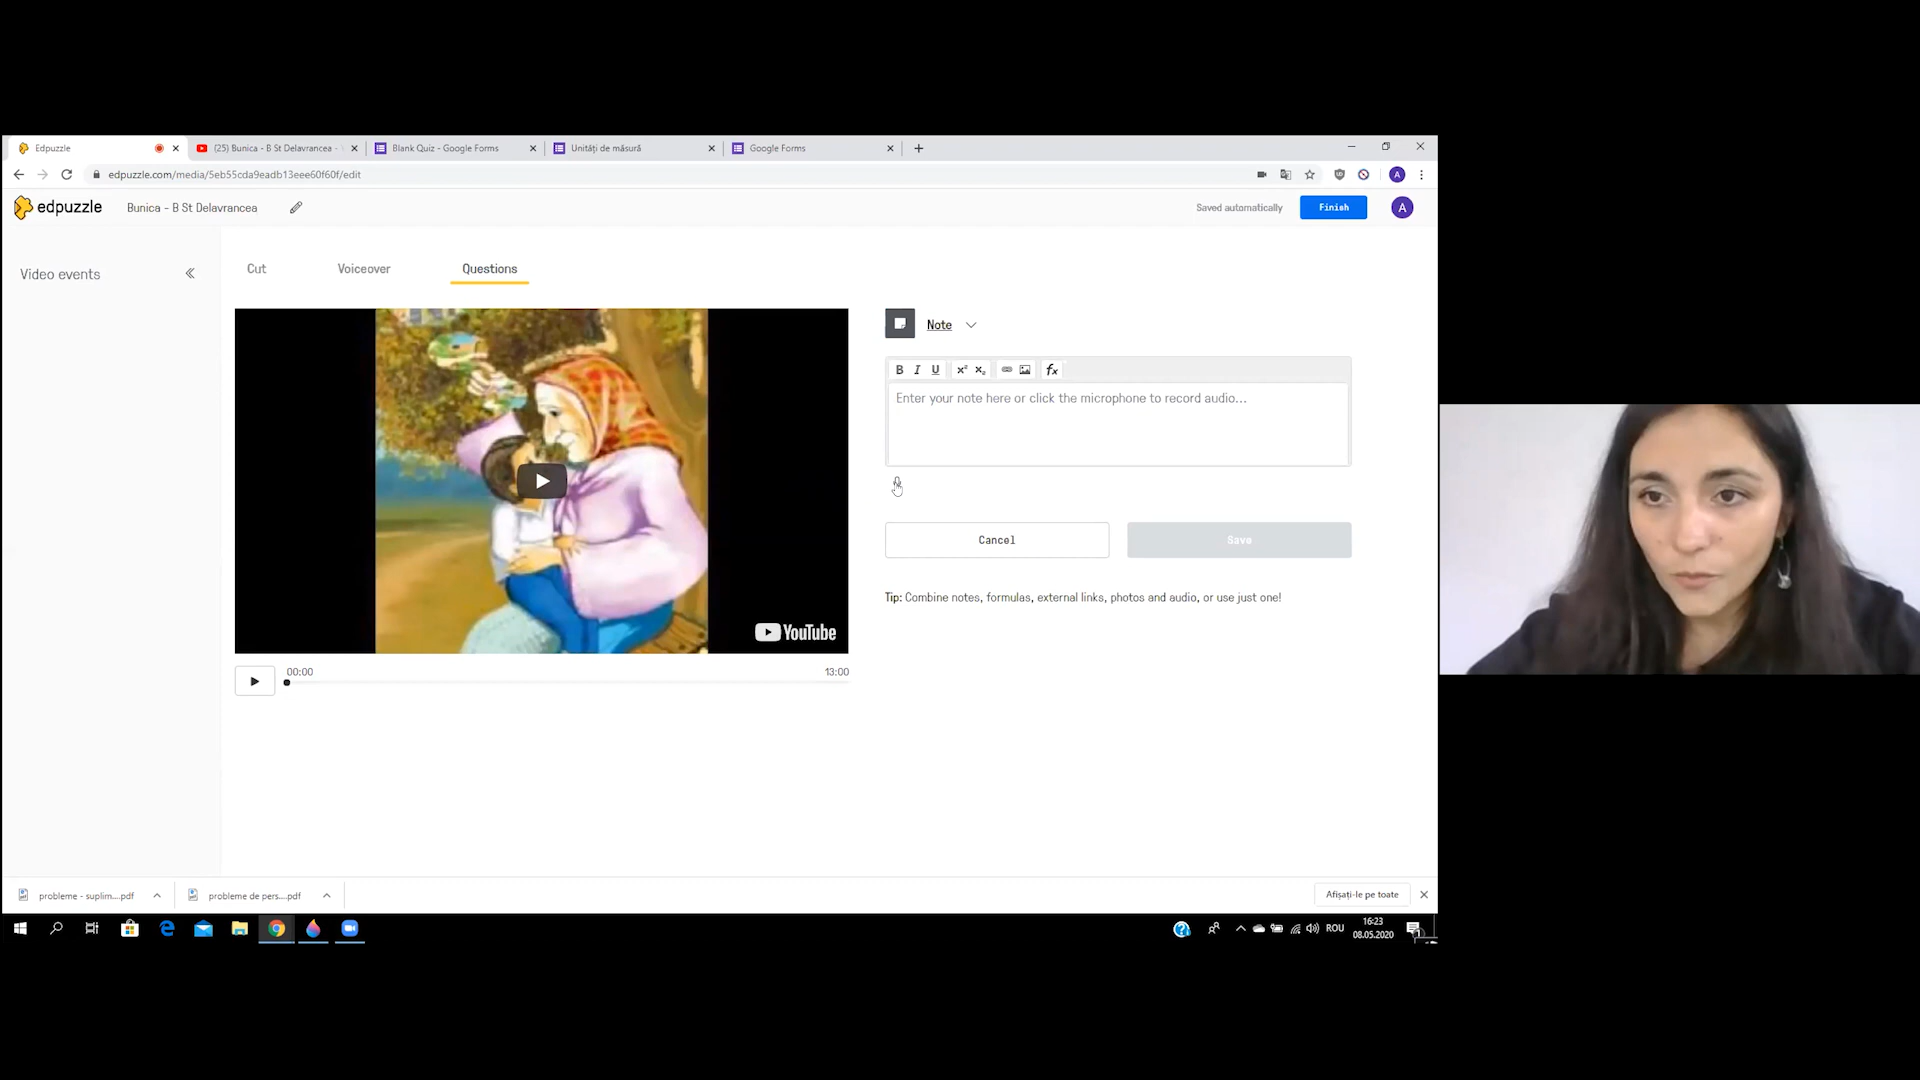 Edpuzzle
(25) Bunica - B St Delavrancea -
Blank Quiz - Google Forms
Unități de măsură
Google Forms
edpuzzle.com/media/5eb55cda9eadb13eee60f60f/edit
A
edpuzzle
Bunica - B St Delavrancea
Saved automatically
Finish
A
Video events
Cut
Voiceover
Questions
Note
B I U x² x₂ fx
Enter your note here or click the microphone to record audio...
Cancel
Save
Tip: Combine notes, formulas, external links, photos and audio, or use just one!
YouTube
00:00
13:00
probleme - suplim....pdf
probleme de pers....pdf
Afișați-le pe toate
ROU
16:23
08.05.2020